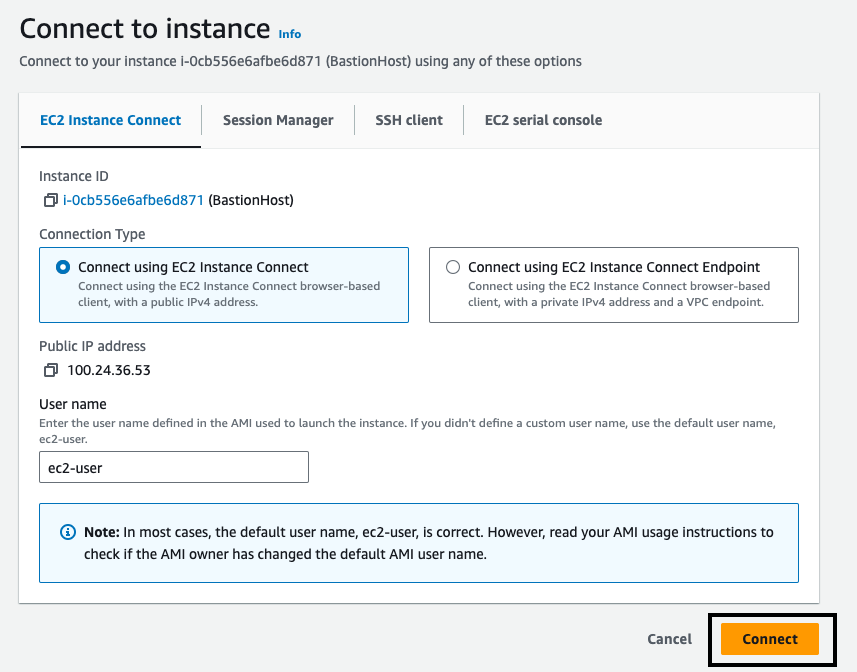 Connect to instance Info
Connect to your instance i-0cb556e6afbe6d871 (BastionHost) using any of these options
EC2 Instance Connect Session Manager SSH client EC2 serial console
Instance ID
i-0cb556e6afbe6d871 (BastionHost)
Connection Type
Connect using EC2 Instance Connect
Connect using the EC2 Instance Connect browser-based
client, with a public IPv4 address.
Connect using EC2 Instance Connect Endpoint
Connect using the EC2 Instance Connect browser-based
client, with a private IPv4 address and a VPC endpoint.
Public IP address
100.24.36.53
User name
Enter the user name defined in the AMI used to launch the instance. If you didn't define a custom user name, use the default user name,
ec2-user.
ec2-user
Note: In most cases, the default user name, ec2-user, is correct. However, read your AMI usage instructions to
check if the AMI owner has changed the default AMI user name.
Cancel Connect